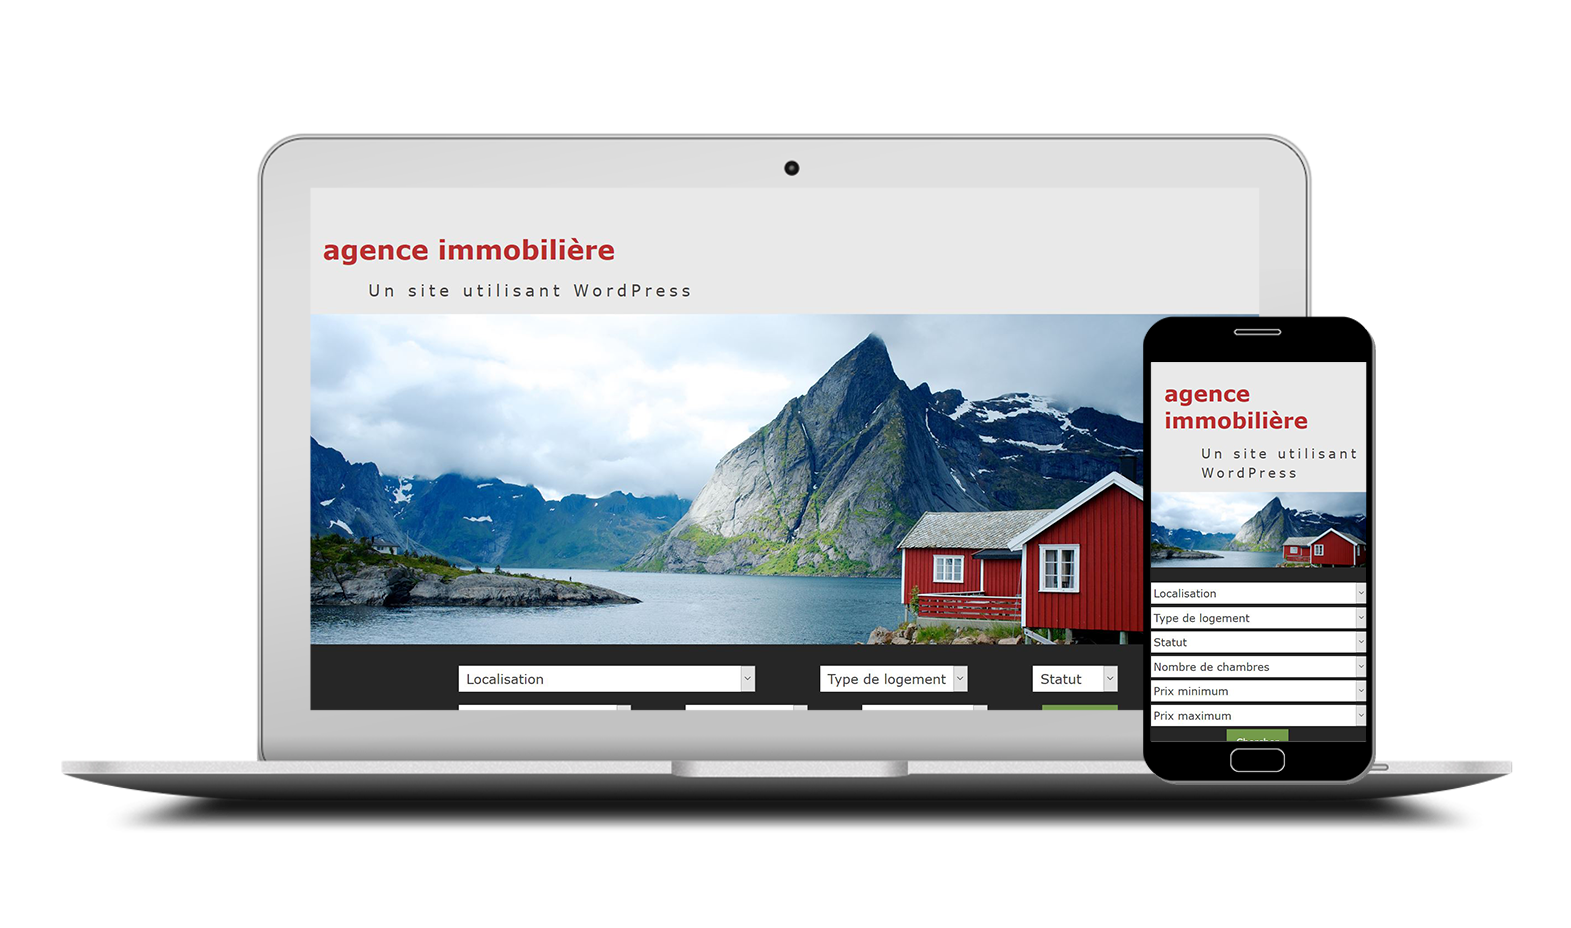 agence immobilière
Un site utilisant WordPress
Localisation
Type de logement
Statut
agence
immobilière
Un site utilisant
WordPress
Localisation
Type de logement
Statut
Nombre de chambres
Prix minimum
Prix maximum